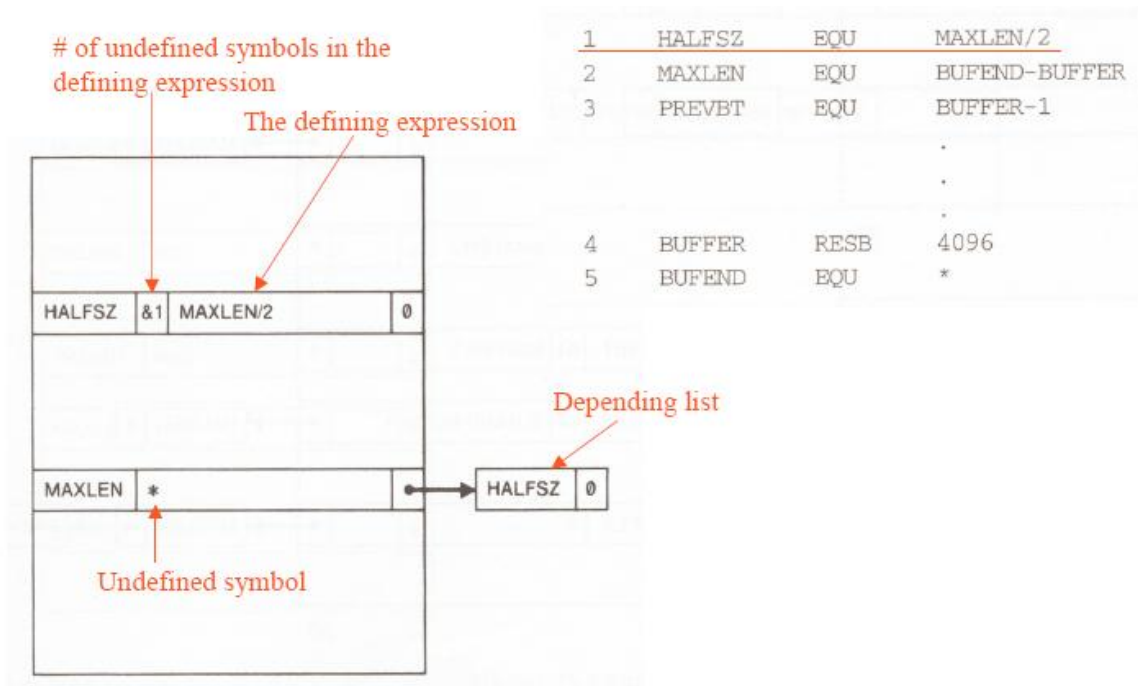 # of undefined symbols in the
defining expression
The defining expression
1 HALFSZ EQU MAXLEN/2
2 MAXLEN EQU BUFEND-BUFFER
3 PREVBT EQU BUFFER-1
.
.
.
4 BUFFER RESB 4096
5 BUFEND EQU *
HALFSZ &1 MAXLEN/2 0
Depending list
MAXLEN * HALFSZ 0
Undefined symbol